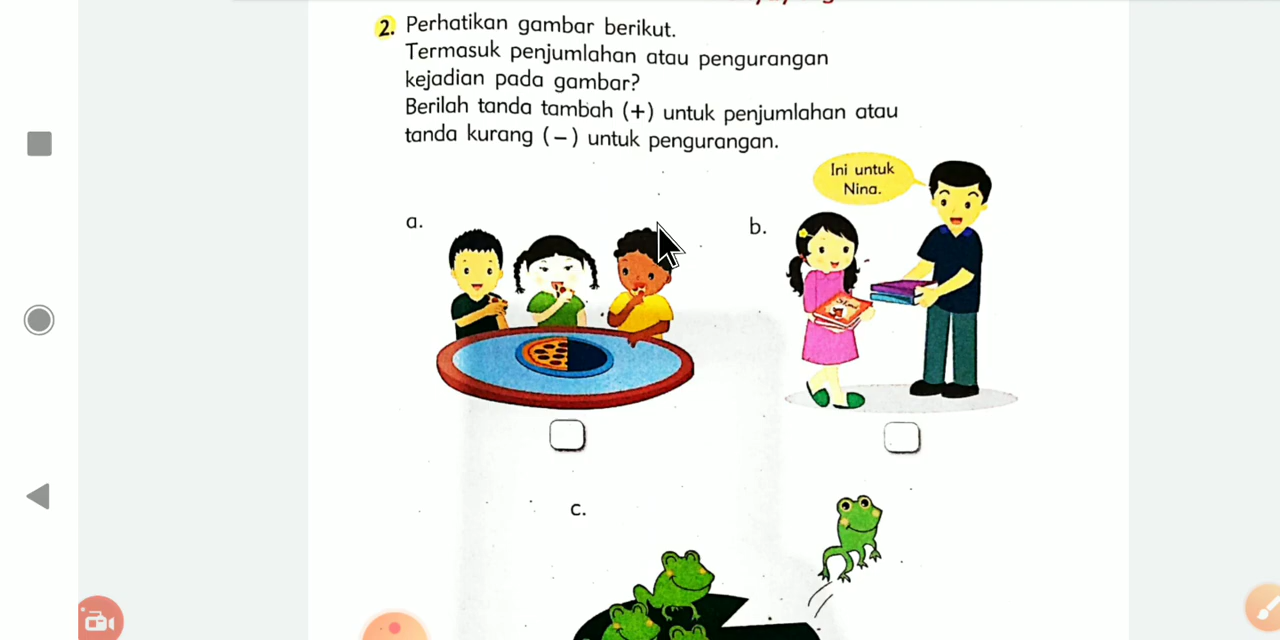 2. Perhatikan gambar berikut.
Termasuk penjumlahan atau pengurangan
kejadian pada gambar?
Berilah tanda tambah (+) untuk penjumlahan atau
tanda kurang (−) untuk pengurangan.
Ini untuk
Nina.
a.
b.
c.